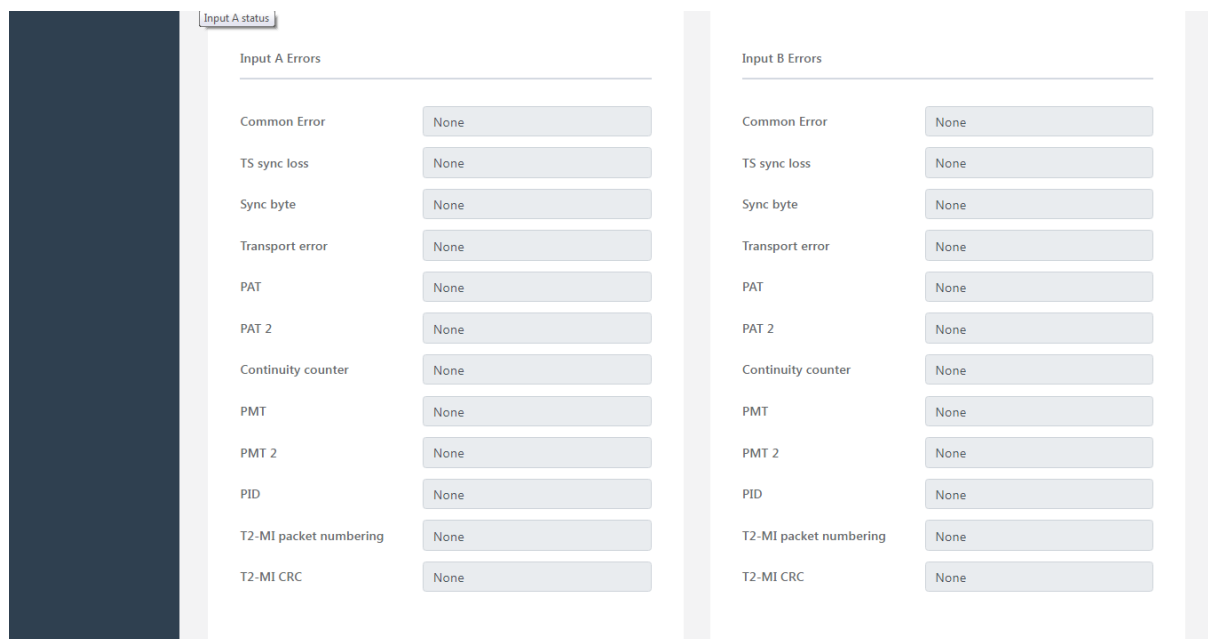 Input A status
Input A Errors
Common Error None
TS sync loss None
Sync byte None
Transport error None
PAT None
PAT 2 None
Continuity counter None
PMT None
PMT 2 None
PID None
T2-MI packet numbering None
T2-MI CRC None
Input B Errors
Common Error None
TS sync loss None
Sync byte None
Transport error None
PAT None
PAT 2 None
Continuity counter None
PMT None
PMT 2 None
PID None
T2-MI packet numbering None
T2-MI CRC None